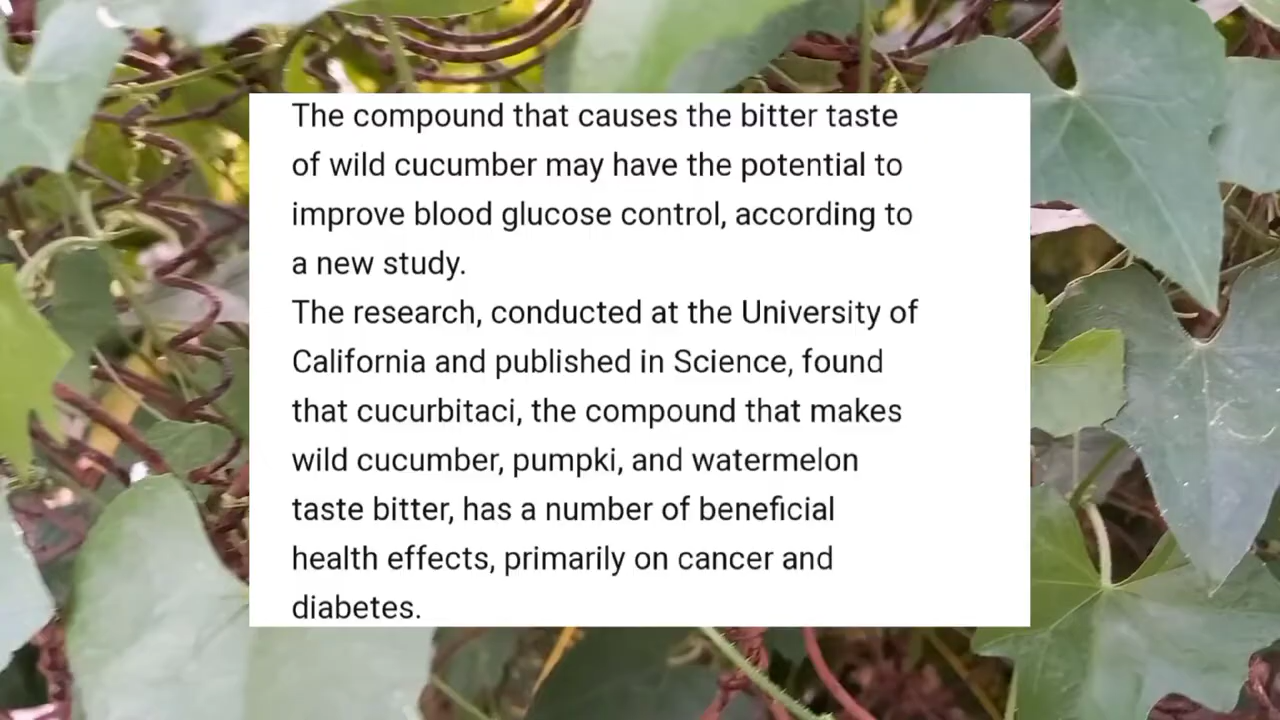 The compound that causes the bitter taste
of wild cucumber may have the potential to
improve blood glucose control, according to
a new study.
The research, conducted at the University of
California and published in Science, found
that cucurbitaci, the compound that makes
wild cucumber, pumpki, and watermelon
taste bitter, has a number of beneficial
health effects, primarily on cancer and
diabetes.